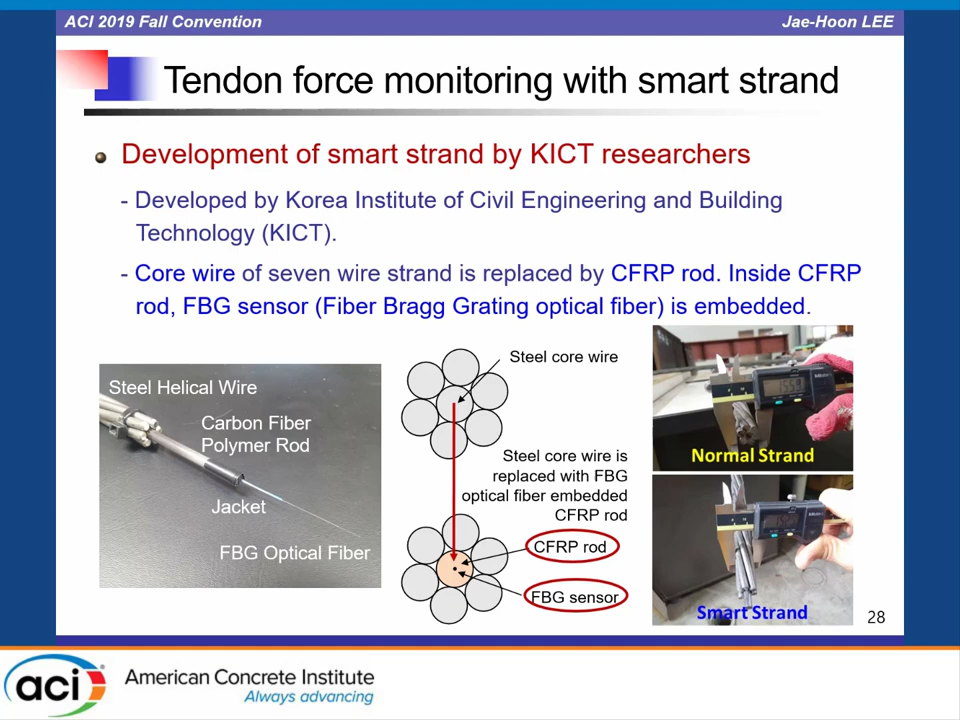 ACI 2019 Fall Convention
Jae-Hoon LEE
Tendon force monitoring with smart strand
Development of smart strand by KICT researchers
- Developed by Korea Institute of Civil Engineering and Building
Technology (KICT).
- Core wire of seven wire strand is replaced by CFRP rod. Inside CFRP
rod, FBG sensor (Fiber Bragg Grating optical fiber) is embedded.
Steel Helical Wire
Carbon Fiber
Polymer Rod
Jacket
FBG Optical Fiber
Steel core wire
Steel core wire is
replaced with FBG
optical fiber embedded
CFRP rod
CFRP rod
FBG sensor
Normal Strand
Smart Strand
28
aci
American Concrete Institute
Always advancing